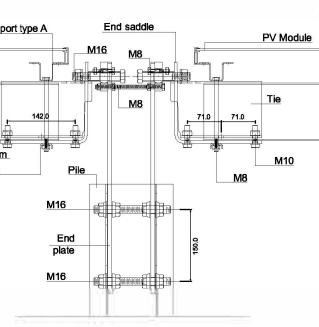 port type A
End saddle
PV Module
M16
M8
M8
Tie
142.0
71.0
71.0
m
M10
M8
Pile
M16
End
plate
150.0
M16